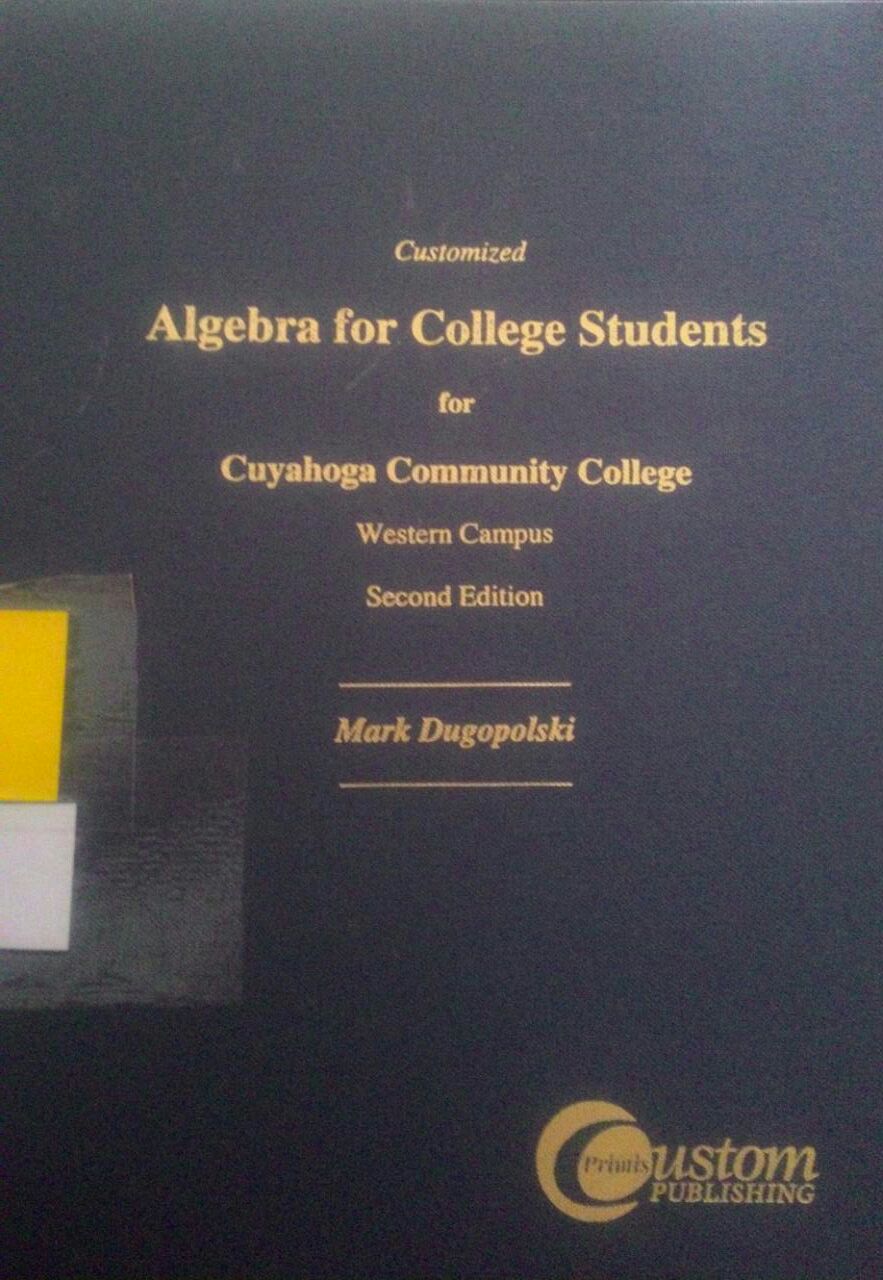 Customized
Algebra for College Students
for
Cuyahoga Community College
Western Campus
Second Edition
Mark Dugopolski
Primis Custom
PUBLISHING